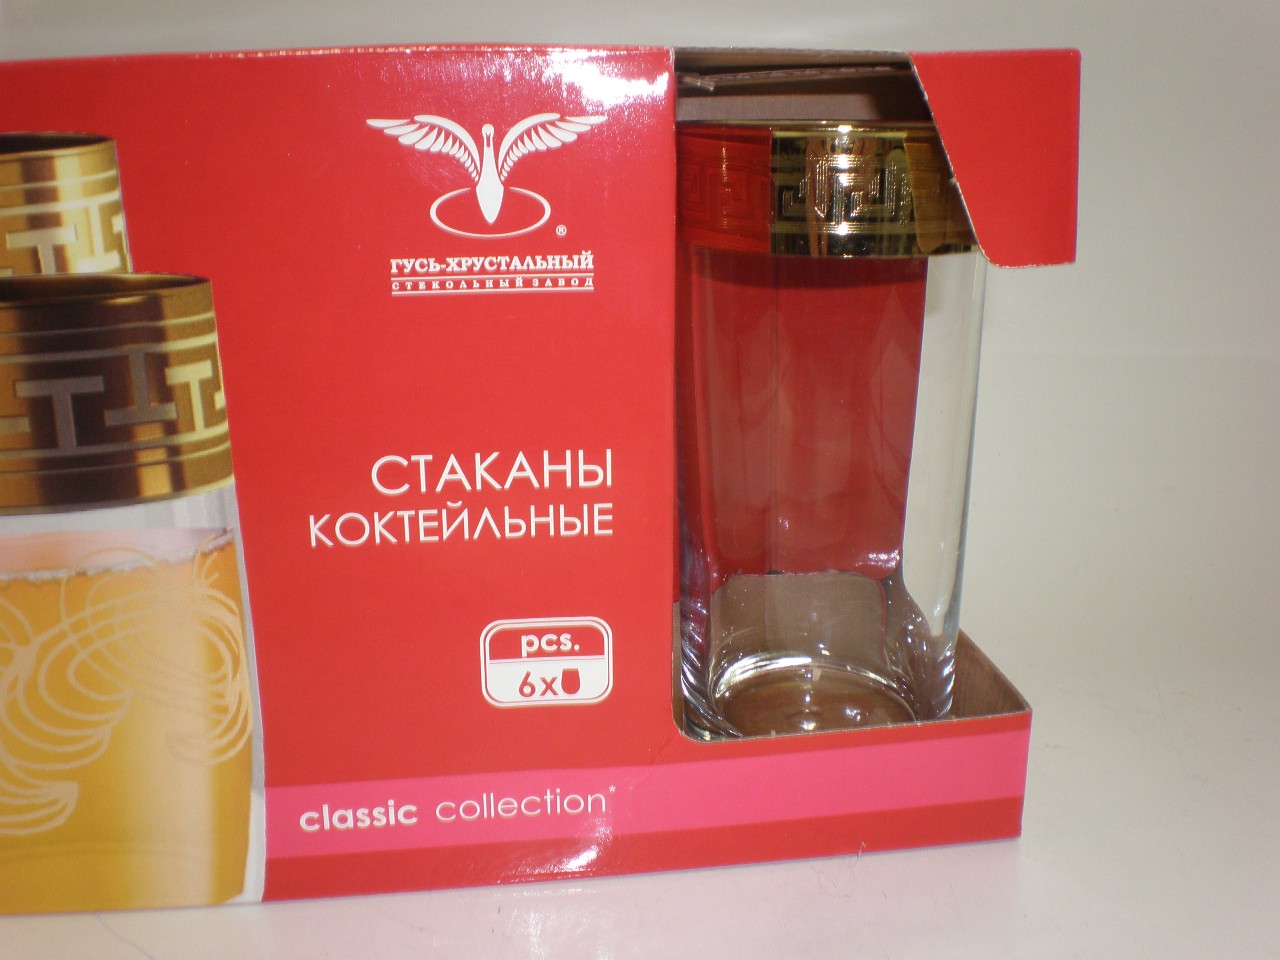 ®
ГУСЬ-ХРУСТАЛЬНЫЙ
СТЕКОЛЬНЫЙ ЗАВОД
СТАКАНЫ
КОКТЕЙЛЬНЫЕ
pcs.
6x
classic collection*